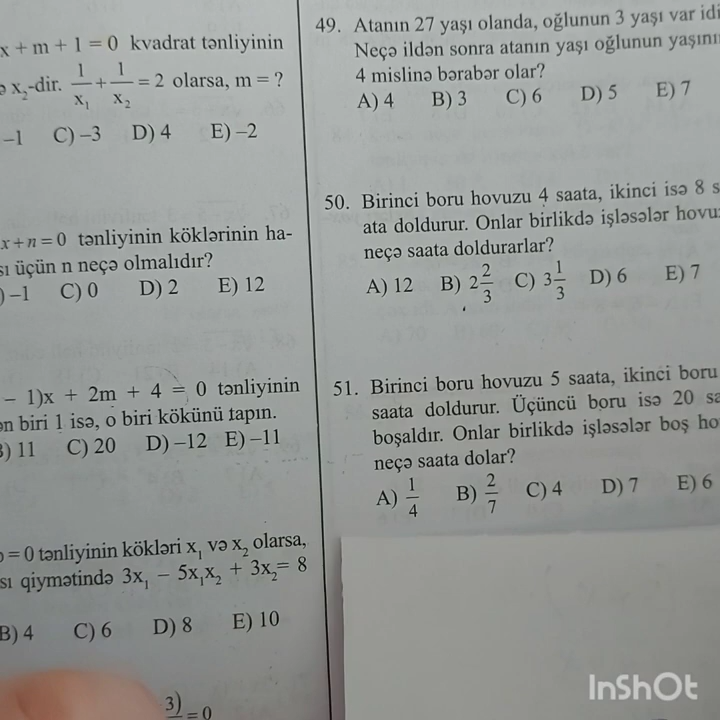 x + m + 1 = 0 kvadrat tənliyinin
ə x₂-dir. 1/x₁ + 1/x₂ = 2 olarsa, m = ?
–1 C) –3 D) 4 E) –2
x + n = 0 tənliyinin köklərinin ha-
sı üçün n neçə olmalıdır?
) –1 C) 0 D) 2 E) 12
– 1)x + 2m + 4 = 0 tənliyinin
ən biri 1 isə, o biri kökünü tapın.
B) 11 C) 20 D) –12 E) –11
= 0 tənliyinin kökləri x₁ və x₂ olarsa,
sı qiymətində 3x₁ – 5x₁x₂ + 3x₂ = 8
B) 4 C) 6 D) 8 E) 10
3)
= 0
49. Atanın 27 yaşı olanda, oğlunun 3 yaşı var idi
Neçə ildən sonra atanın yaşı oğlunun yaşını
4 mislinə bərabər olar?
A) 4 B) 3 C) 6 D) 5 E) 7
50. Birinci boru hovuzu 4 saata, ikinci isə 8 s
ata doldurur. Onlar birlikdə işləsələr hovu
neçə saata doldurarlar?
A) 12 B) 2 2/3 C) 3 1/3 D) 6 E) 7
51. Birinci boru hovuzu 5 saata, ikinci boru
saata doldurur. Üçüncü boru isə 20 sa
boşaldır. Onlar birlikdə işləsələr boş ho
neçə saata dolar?
A) 1/4 B) 2/7 C) 4 D) 7 E) 6
InShOt